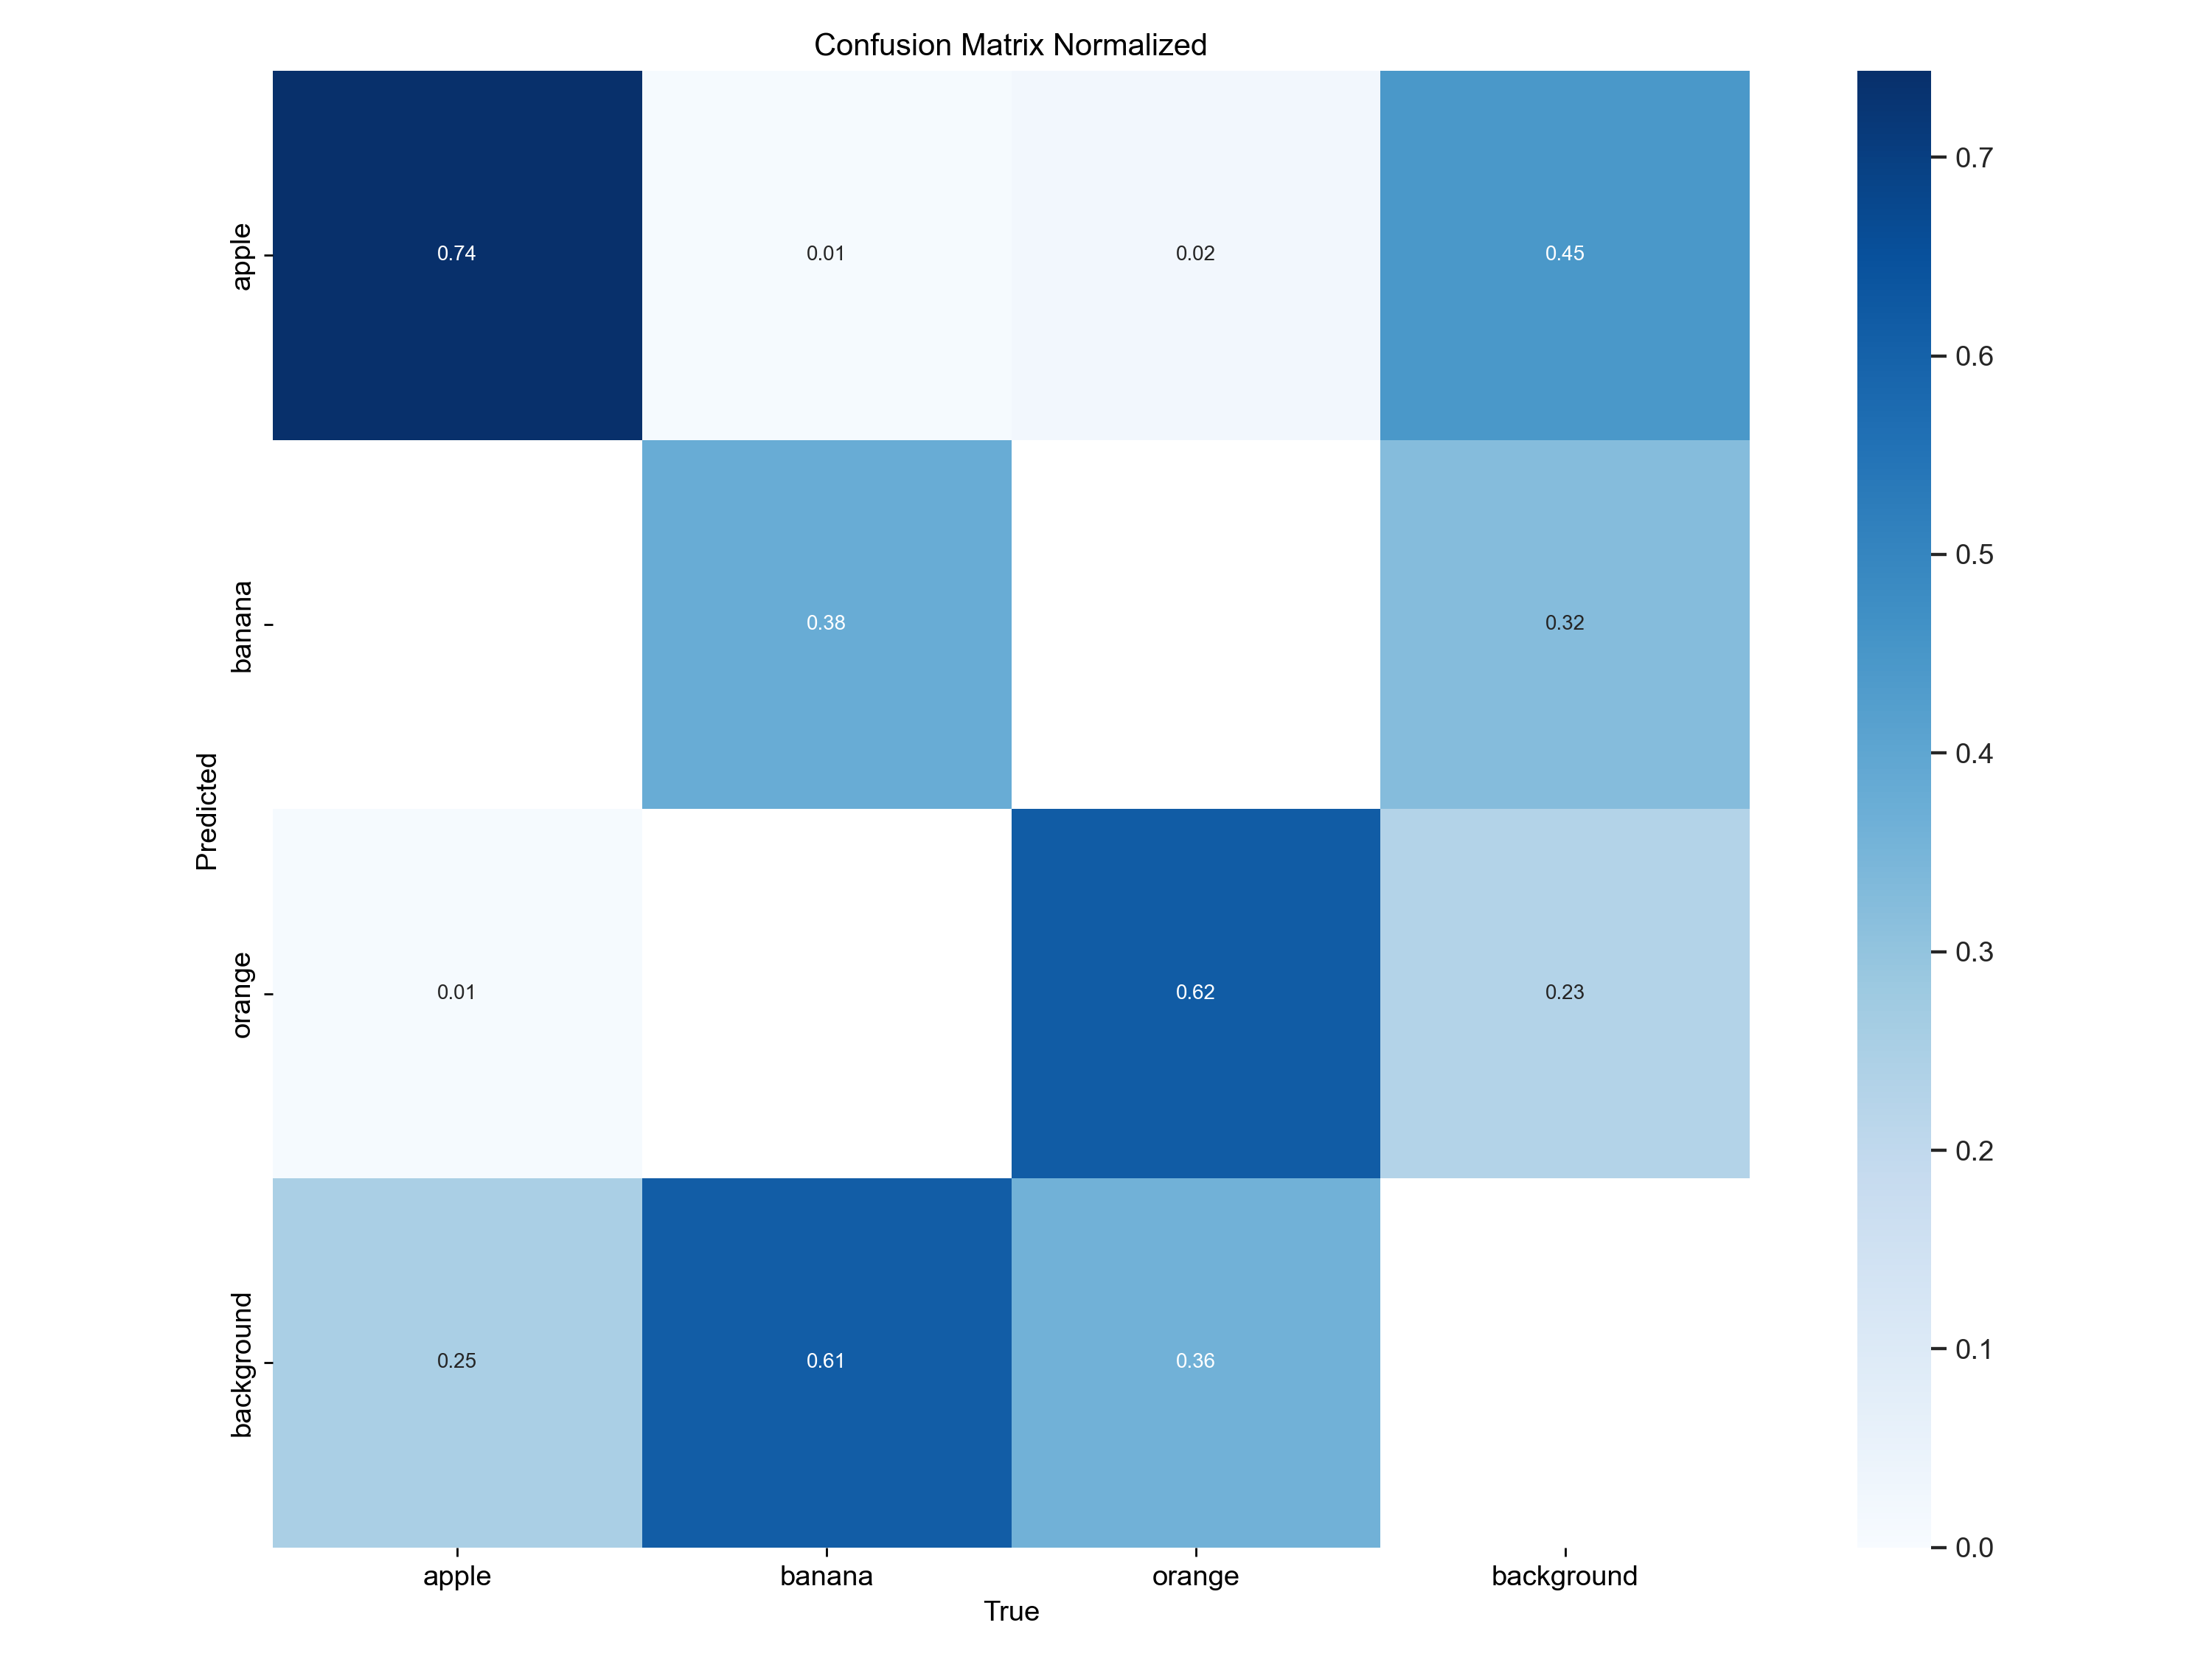 Confusion Matrix Normalized
apple
0.74
0.01
0.02
0.45
banana
0.38
0.32
orange
0.01
0.62
0.23
background
0.25
0.61
0.36
Predicted
apple
banana
orange
background
True
0.7
0.6
0.5
0.4
0.3
0.2
0.1
0.0